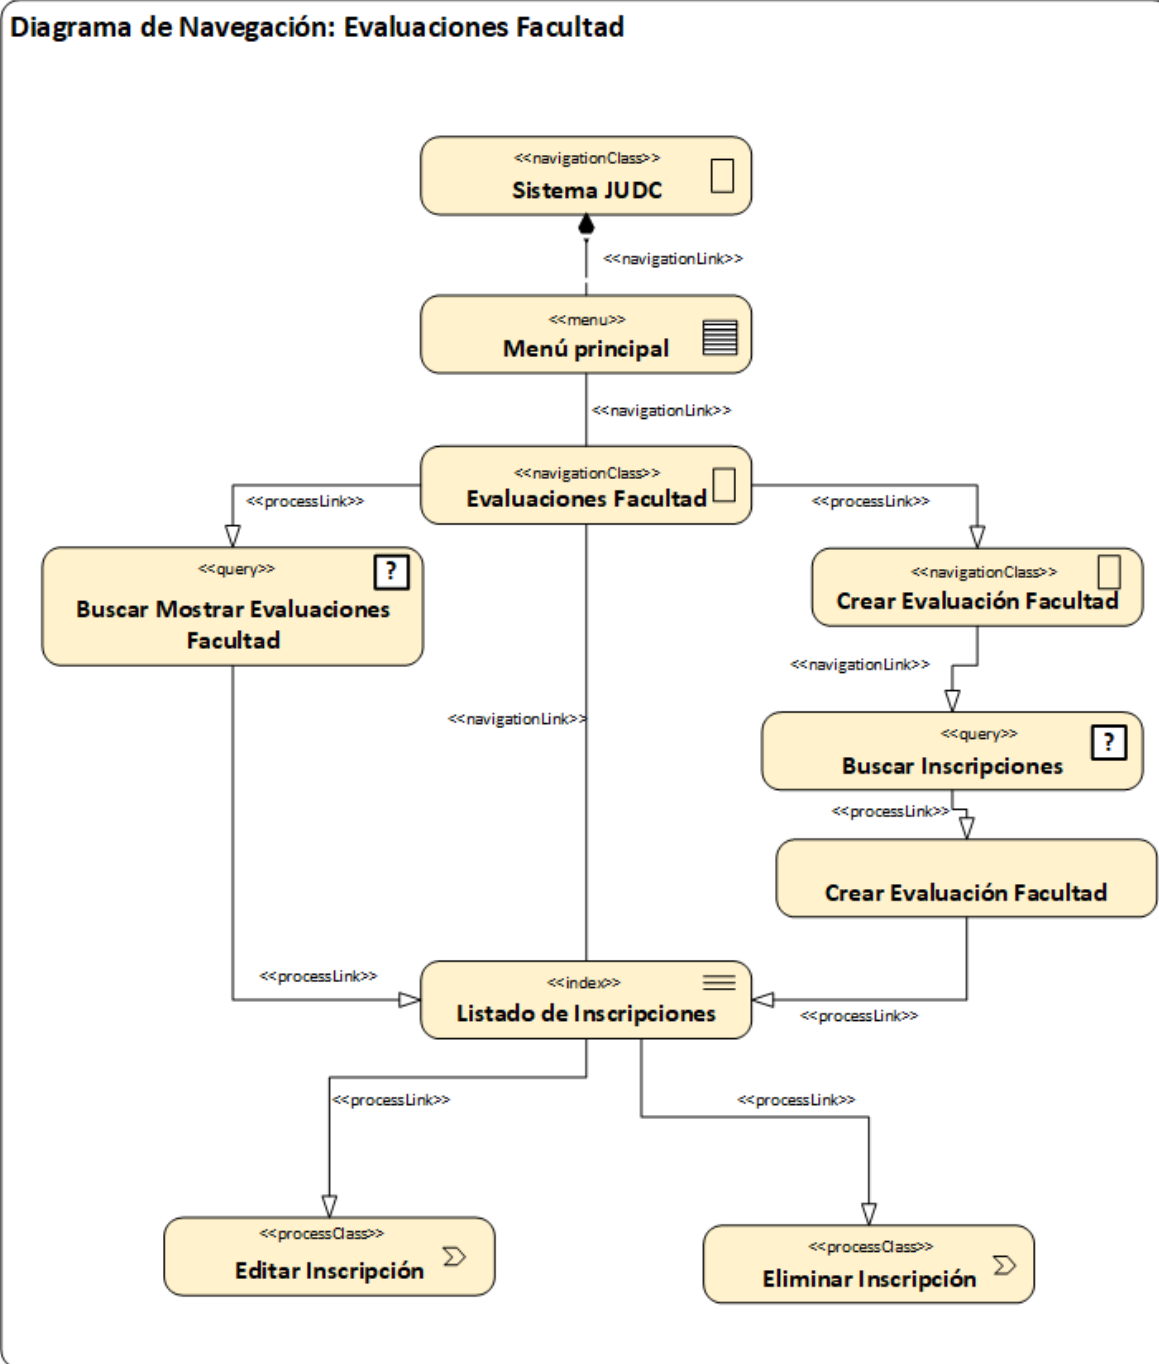 Diagrama de Navegación: Evaluaciones Facultad
<<navigationClass>>
Sistema JUDC
<<navigationLink>>
<<menu>>
Menú principal
<<navigationLink>>
<<navigationClass>>
Evaluaciones Facultad
<<processLink>>
<<processLink>>
<<query>>
?
Buscar Mostrar Evaluaciones
Facultad
<<navigationClass>>
Crear Evaluación Facultad
<<navigationLink>>
<<navigationLink>>
<<query>>
?
Buscar Inscripciones
<<processLink>>
Crear Evaluación Facultad
<<processLink>>
<<index>>
Listado de Inscripciones
<<processLink>>
<<processLink>>
<<processLink>>
<<processClass>>
Editar Inscripción
<<processClass>>
Eliminar Inscripción